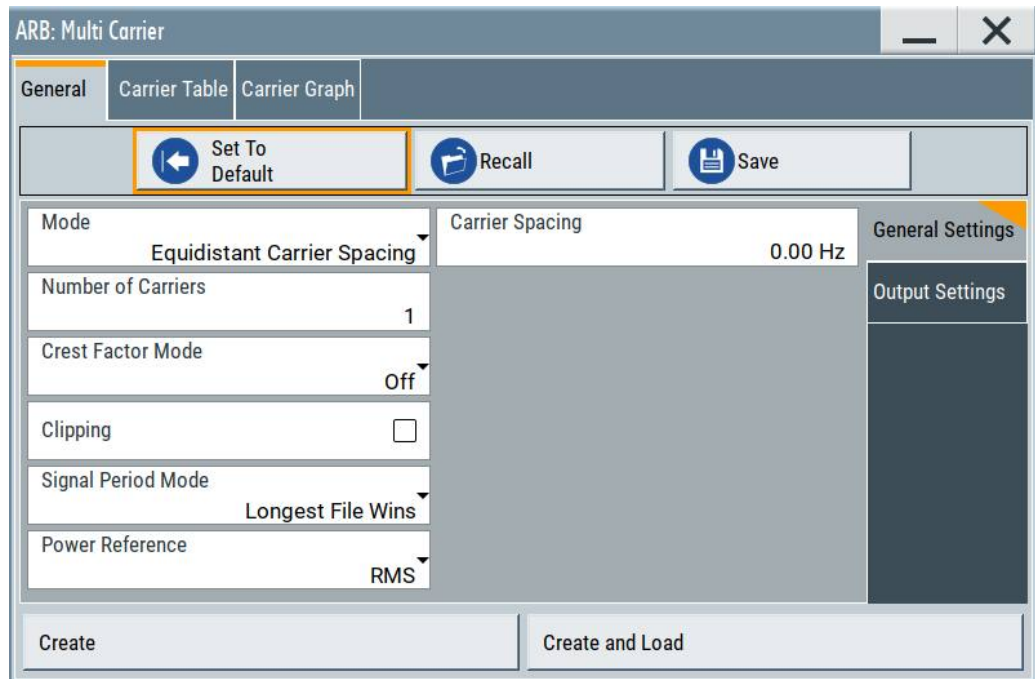 ARB: Multi Carrier
General
Carrier Table
Carrier Graph
Set To
Default
Recall
Save
Mode
Equidistant Carrier Spacing
Carrier Spacing
0.00 Hz
General Settings
Output Settings
Number of Carriers
1
Crest Factor Mode
Off
Clipping
Signal Period Mode
Longest File Wins
Power Reference
RMS
Create
Create and Load